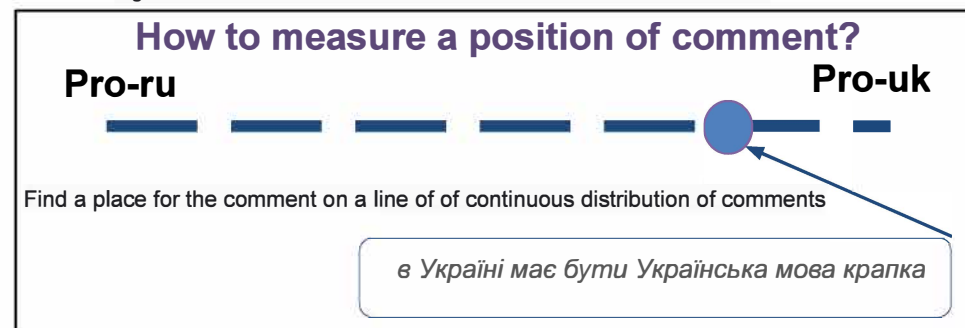 How to measure a position of comment?
Pro-ru
Pro-uk
Find a place for the comment on a line of of continuous distribution of comments
в Україні має бути Українська мова крапка